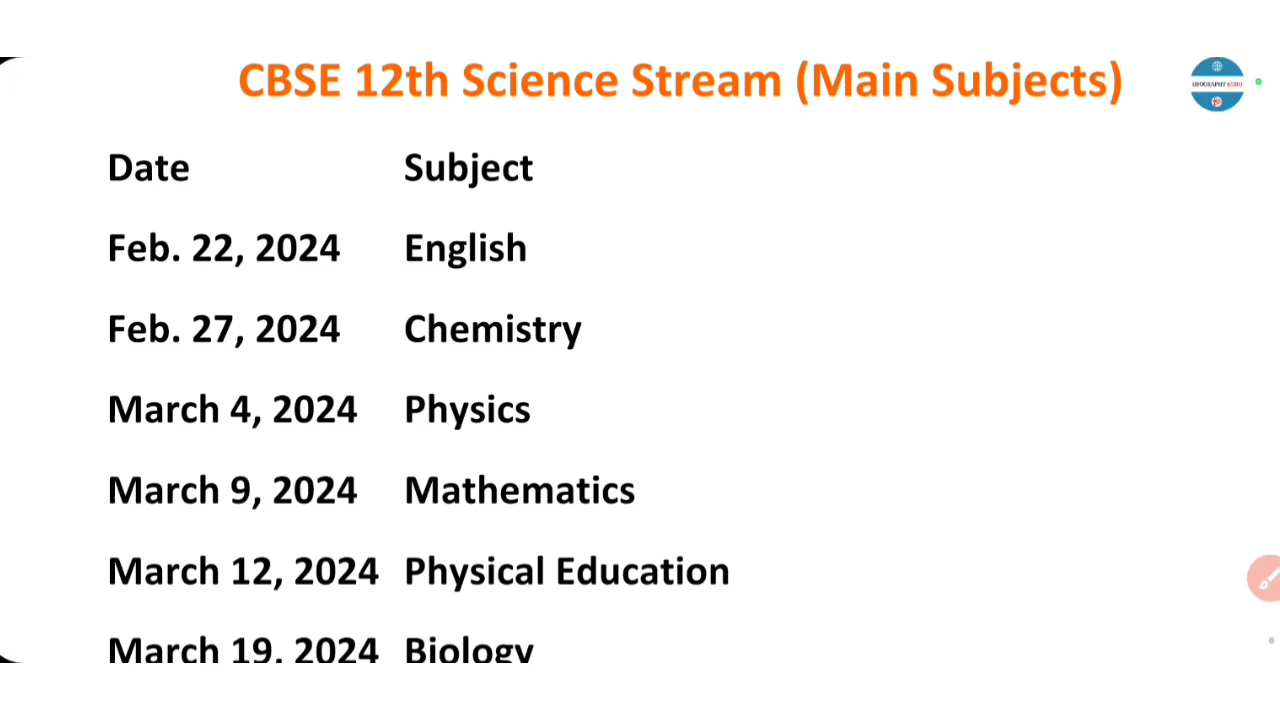 CBSE 12th Science Stream (Main Subjects)
GEOGRAPHY
Date Subject
Feb. 22, 2024 English
Feb. 27, 2024 Chemistry
March 4, 2024 Physics
March 9, 2024 Mathematics
March 12, 2024 Physical Education
March 19, 2024 Biology